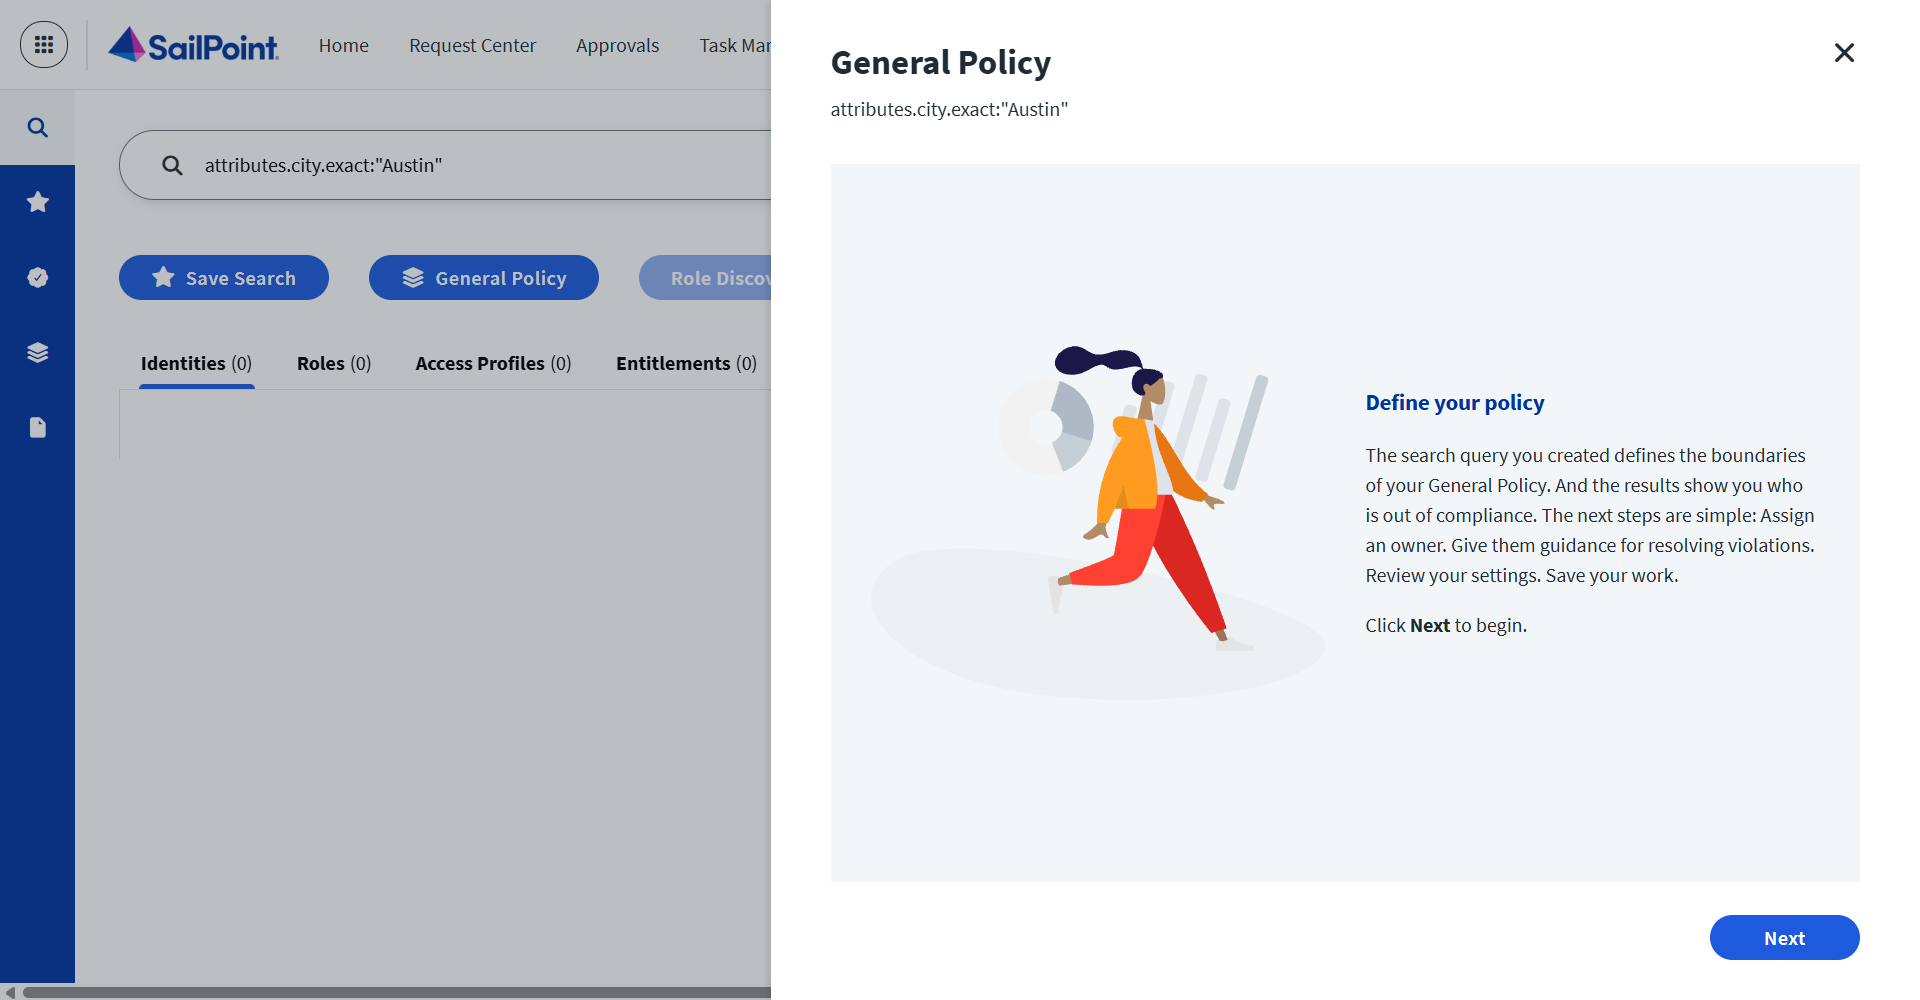 SailPoint
Home
Request Center
Approvals
Task Mar
attributes.city.exact:"Austin"
Save Search
General Policy
Role Discov
Identities (0)
Roles (0)
Access Profiles (0)
Entitlements (0)
General Policy
attributes.city.exact:"Austin"
Define your policy
The search query you created defines the boundaries
of your General Policy. And the results show you who
is out of compliance. The next steps are simple: Assign
an owner. Give them guidance for resolving violations.
Review your settings. Save your work.
Click Next to begin.
Next